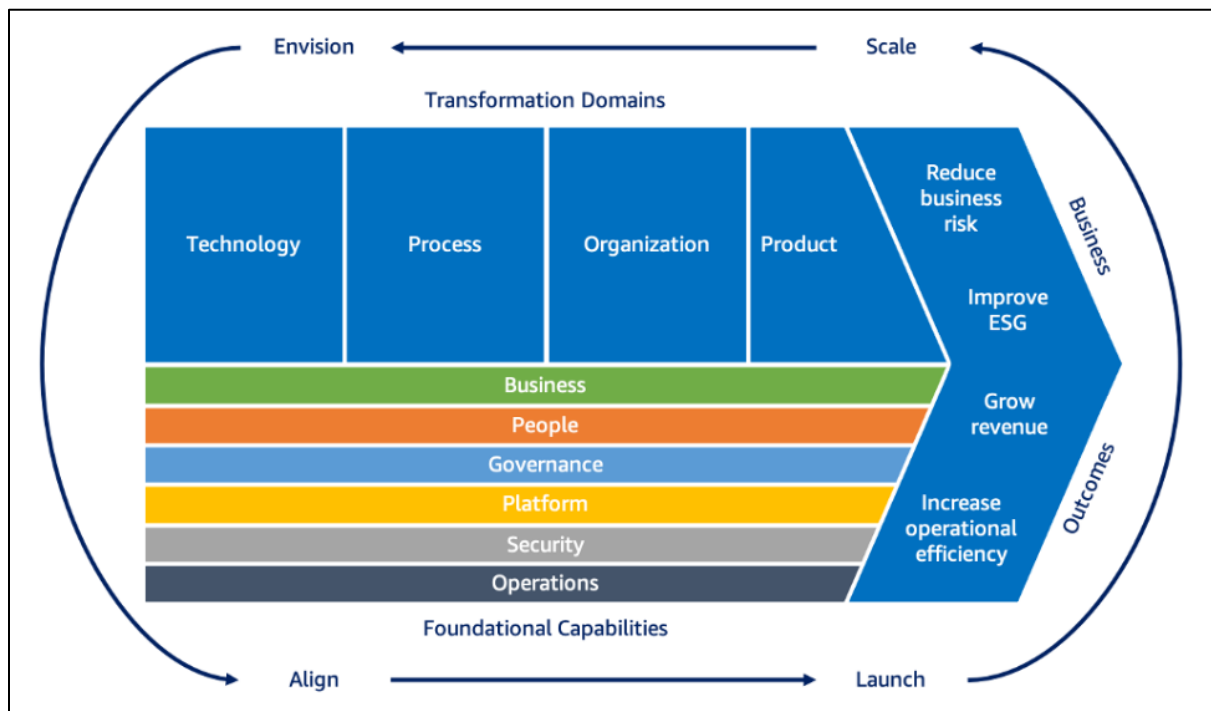 Envision
Scale
Transformation Domains
Technology
Process
Organization
Product
Reduce
business
risk
Improve
ESG
Grow
revenue
Increase
operational
efficiency
Business
Outcomes
Business
People
Governance
Platform
Security
Operations
Foundational Capabilities
Align
Launch